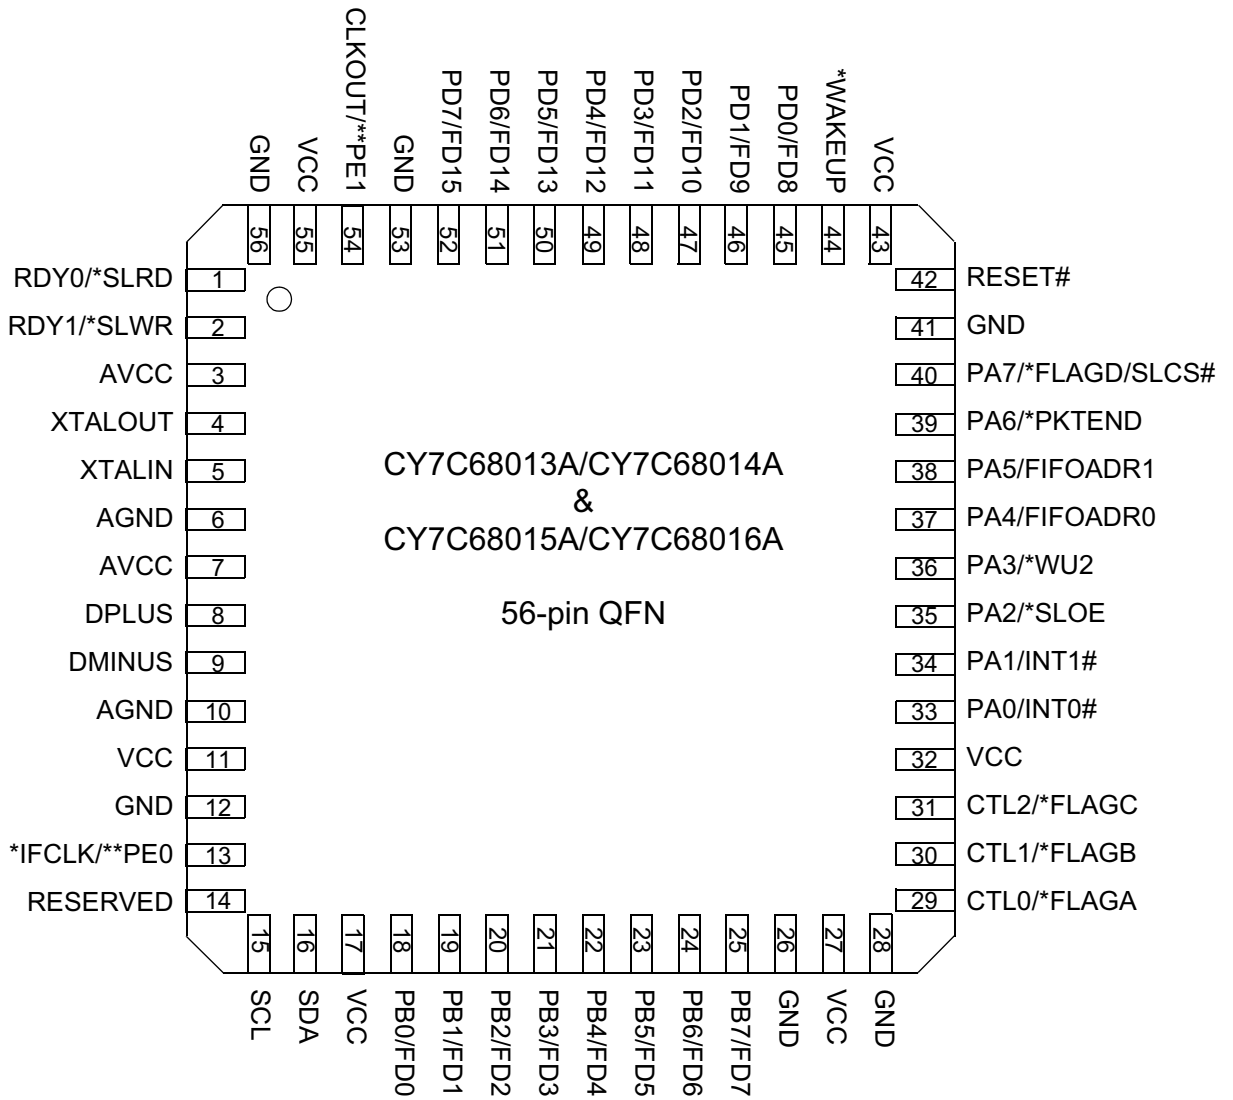 CLKOUT/**PE1
GND
VCC
GND
PD7/FD15
PD6/FD14
PD5/FD13
PD4/FD12
PD3/FD11
PD2/FD10
PD1/FD9
PD0/FD8
*WAKEUP
VCC
56
55
54
53
52
51
50
49
48
47
46
45
44
43
RDY0/*SLRD 1
RDY1/*SLWR 2
AVCC 3
XTALOUT 4
XTALIN 5
AGND 6
AVCC 7
DPLUS 8
DMINUS 9
AGND 10
VCC 11
GND 12
*IFCLK/**PE0 13
RESERVED 14
CY7C68013A/CY7C68014A
&
CY7C68015A/CY7C68016A
56-pin QFN
42 RESET#
41 GND
40 PA7/*FLAGD/SLCS#
39 PA6/*PKTEND
38 PA5/FIFOADR1
37 PA4/FIFOADR0
36 PA3/*WU2
35 PA2/*SLOE
34 PA1/INT1#
33 PA0/INT0#
32 VCC
31 CTL2/*FLAGC
30 CTL1/*FLAGB
29 CTL0/*FLAGA
15
16
17
18
19
20
21
22
23
24
25
26
27
28
SCL
SDA
VCC
PB0/FD0
PB1/FD1
PB2/FD2
PB3/FD3
PB4/FD4
PB5/FD5
PB6/FD6
PB7/FD7
GND
VCC
GND